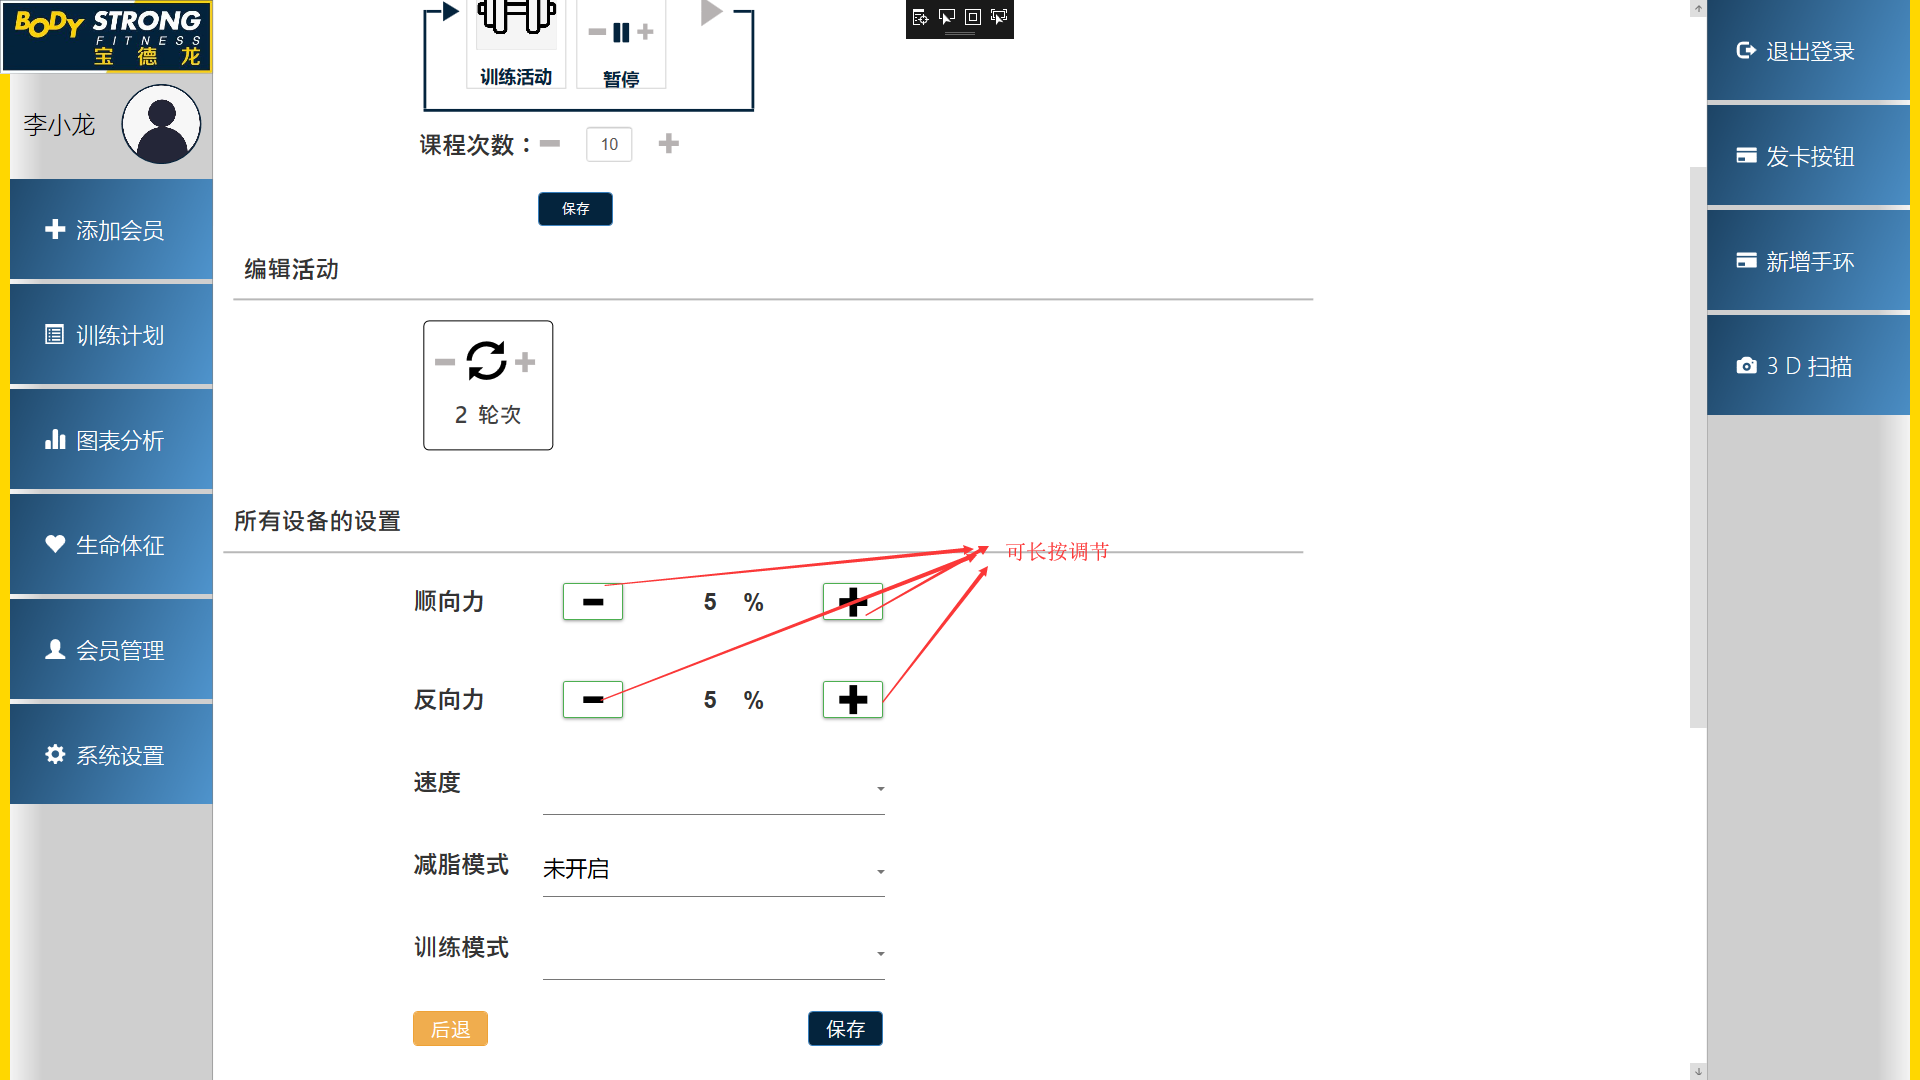 BODY STRONG
FITNESS
宝德龙
李小龙
添加会员
训练计划
图表分析
生命体征
会员管理
系统设置
训练活动
暂停
课程次数：
10
保存
编辑活动
2 轮次
所有设备的设置
可长按调节
顺向力
5 %
反向力
5 %
速度
减脂模式
未开启
训练模式
后退
保存
退出登录
发卡按钮
新增手环
3 D 扫描